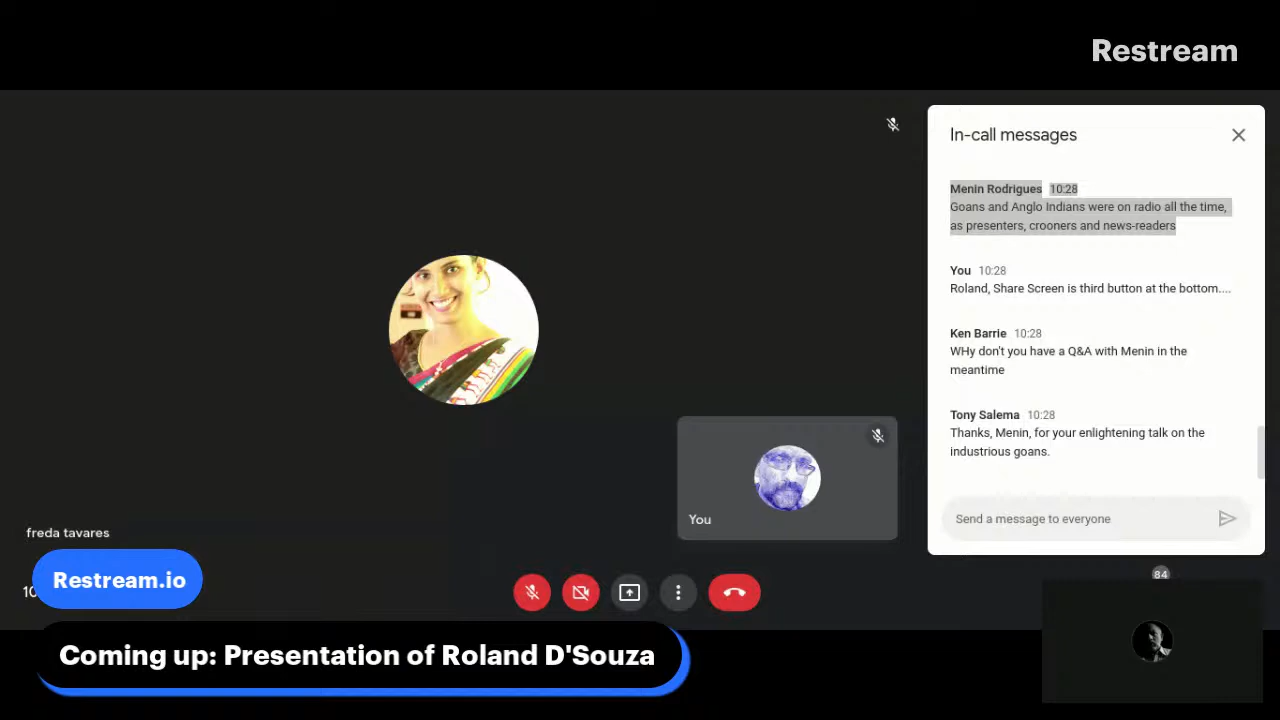 Restream
In-call messages
Menin Rodrigues 10:28
Goans and Anglo Indians were on radio all the time,
as presenters, crooners and news-readers
You 10:28
Roland, Share Screen is third button at the bottom....
Ken Barrie 10:28
WHy don't you have a Q&A with Menin in the
meantime
Tony Salema 10:28
Thanks, Menin, for your enlightening talk on the
industrious goans.
Send a message to everyone
You
freda tavares
84
10
Restream.io
Coming up: Presentation of Roland D'Souza